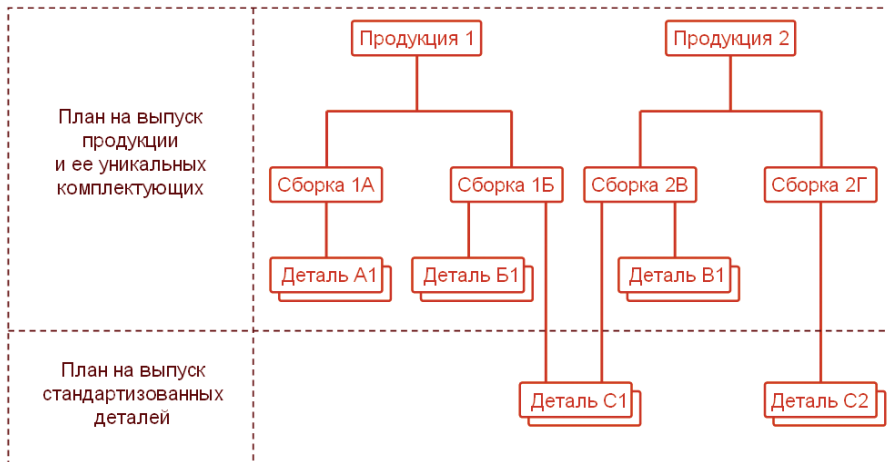 Продукция 1
Продукция 2
План на выпуск
продукции
и ее уникальных
комплектующих
Сборка 1А
Сборка 1Б
Сборка 2В
Сборка 2Г
Деталь А1
Деталь Б1
Деталь В1
План на выпуск
стандартизованных
деталей
Деталь С1
Деталь С2